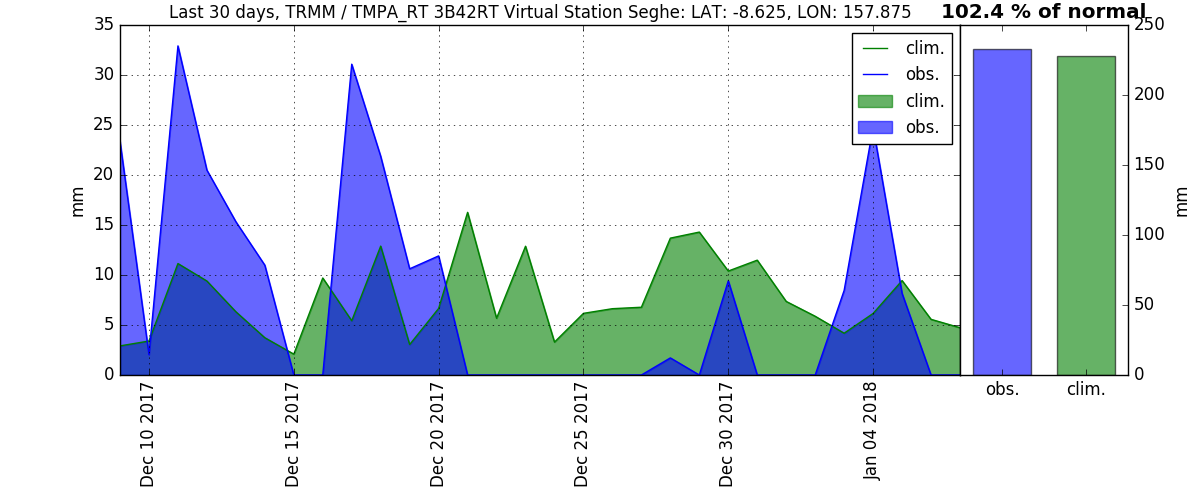 Last 30 days, TRMM / TMPA_RT 3B42RT Virtual Station Seghe: LAT: -8.625, LON: 157.875
102.4 % of normal
35
30
25
20
15
10
5
0
mm
clim.
obs.
clim.
obs.
Dec 10 2017
Dec 15 2017
Dec 20 2017
Dec 25 2017
Dec 30 2017
Jan 04 2018
250
200
150
100
50
0
mm
obs.
clim.